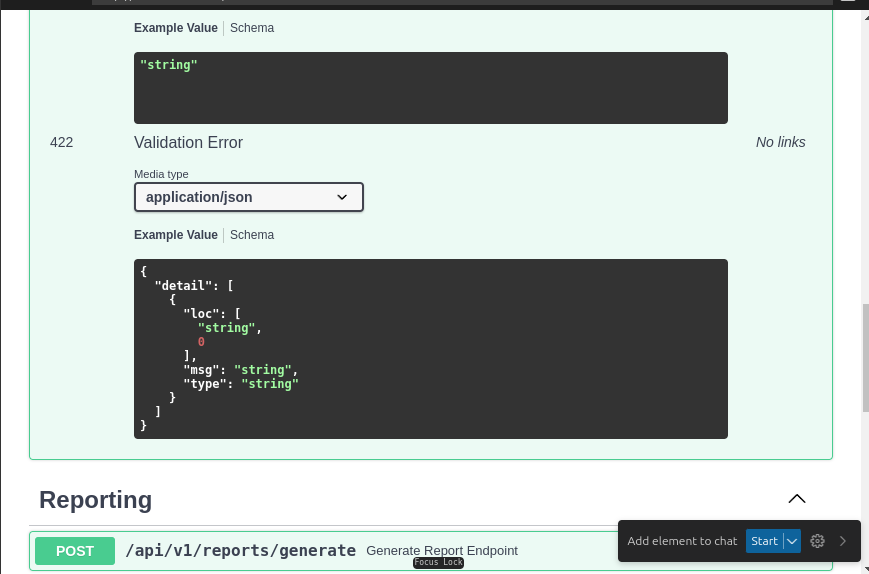 Example Value Schema
"string"
422 Validation Error No links
Media type
application/json
Example Value Schema
{
  "detail": [
    {
      "loc": [
        "string",
        0
      ],
      "msg": "string",
      "type": "string"
    }
  ]
}
Reporting
POST /api/v1/reports/generate Generate Report Endpoint
Add element to chat Start
Focus Lock